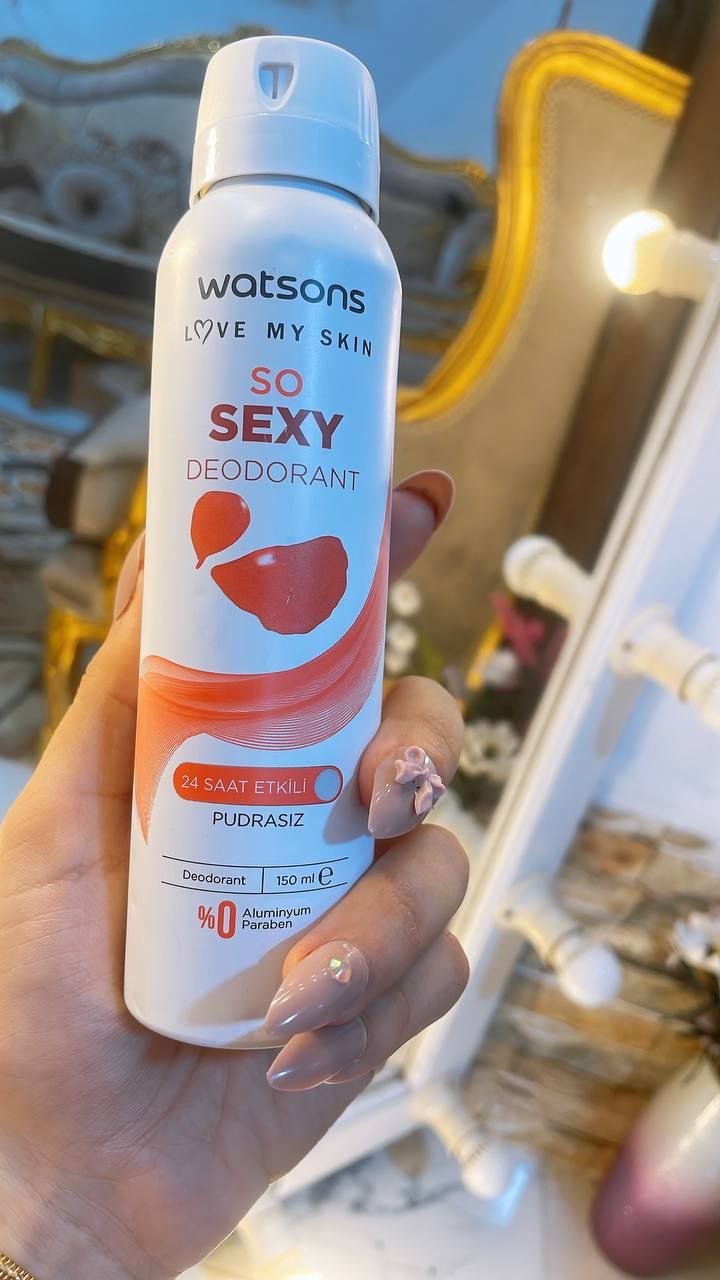 watsons
LOVE MY SKIN
SO
SEXY
DEODORANT
24 SAAT ETKİLİ
PUDRASIZ
Deodorant 150 ml e
%0 Aluminyum
Paraben